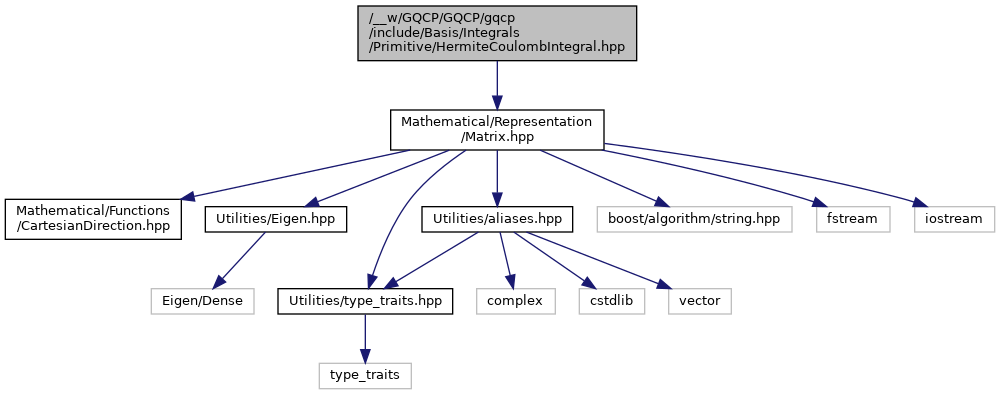 /__w/GQCP/GQCP/gqcp
/include/Basis/Integrals
/Primitive/HermiteCoulombIntegral.hpp
Mathematical/Representation
/Matrix.hpp
Mathematical/Functions
/CartesianDirection.hpp
Utilities/Eigen.hpp
Utilities/aliases.hpp
boost/algorithm/string.hpp
fstream
iostream
Eigen/Dense
Utilities/type_traits.hpp
complex
cstdlib
vector
type_traits